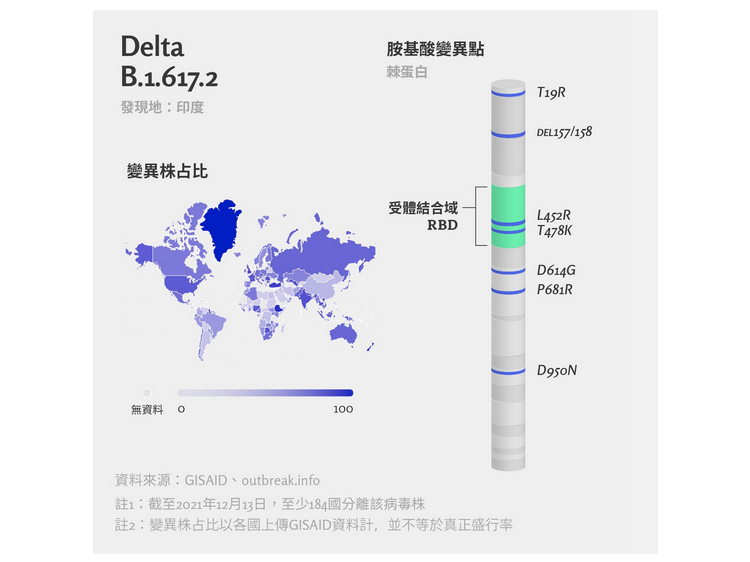 Delta
B.1.617.2
發現地：印度
變異株占比
無資料
0
100
胺基酸變異點
棘蛋白
T19R
DEL157/158
受體結合域
RBD
L452R
T478K
D614G
P681R
D950N
資料來源：GISAID、outbreak.info
註1：截至2021年12月13日，至少184國分離該病毒株
註2：變異株占比以各國上傳GISAID資料計，並不等於真正盛行率